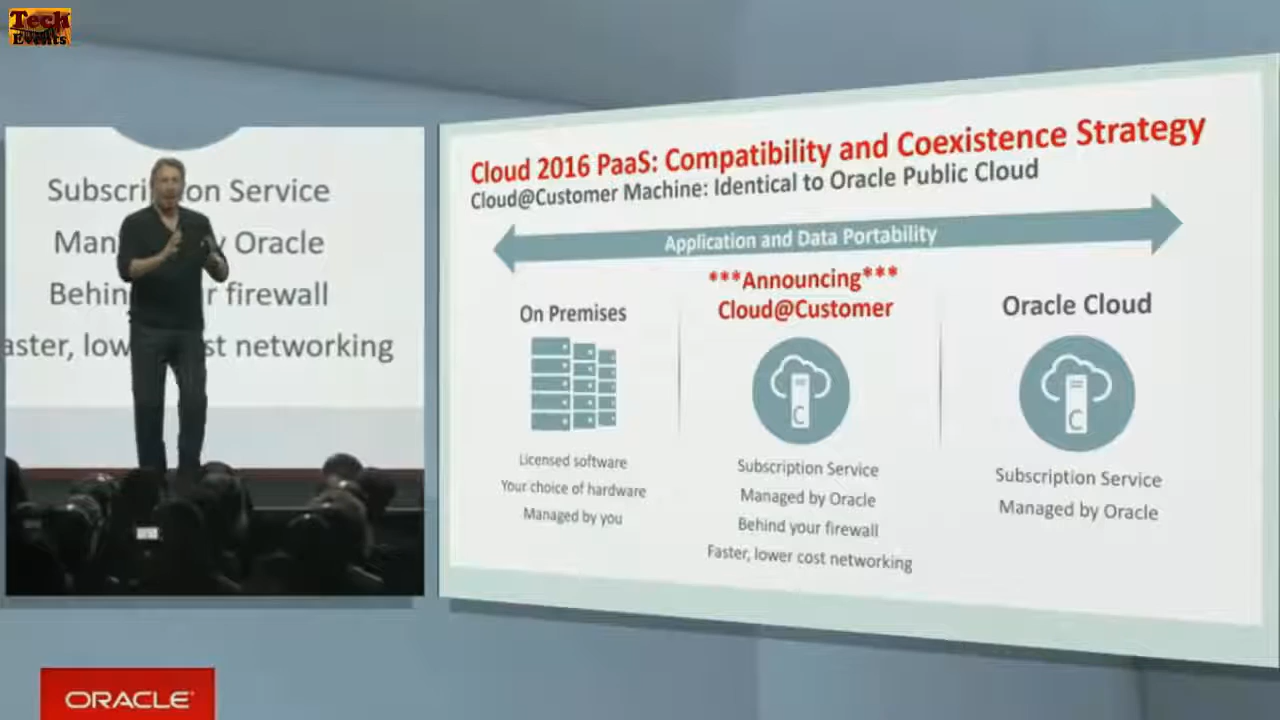 Tech
Events
Subscri on Service
Man y Oracle
Behin r firewall
aster, low st networking
Cloud 2016 PaaS: Compatibility and Coexistence Strategy
Cloud@Customer Machine: Identical to Oracle Public Cloud
Application and Data Portability
On Premises
Licensed software
Your choice of hardware
Managed by you
***Announcing***
Cloud@Customer
C
Subscription Service
Managed by Oracle
Behind your firewall
Faster, lower cost networking
Oracle Cloud
C
Subscription Service
Managed by Oracle
ORACLE